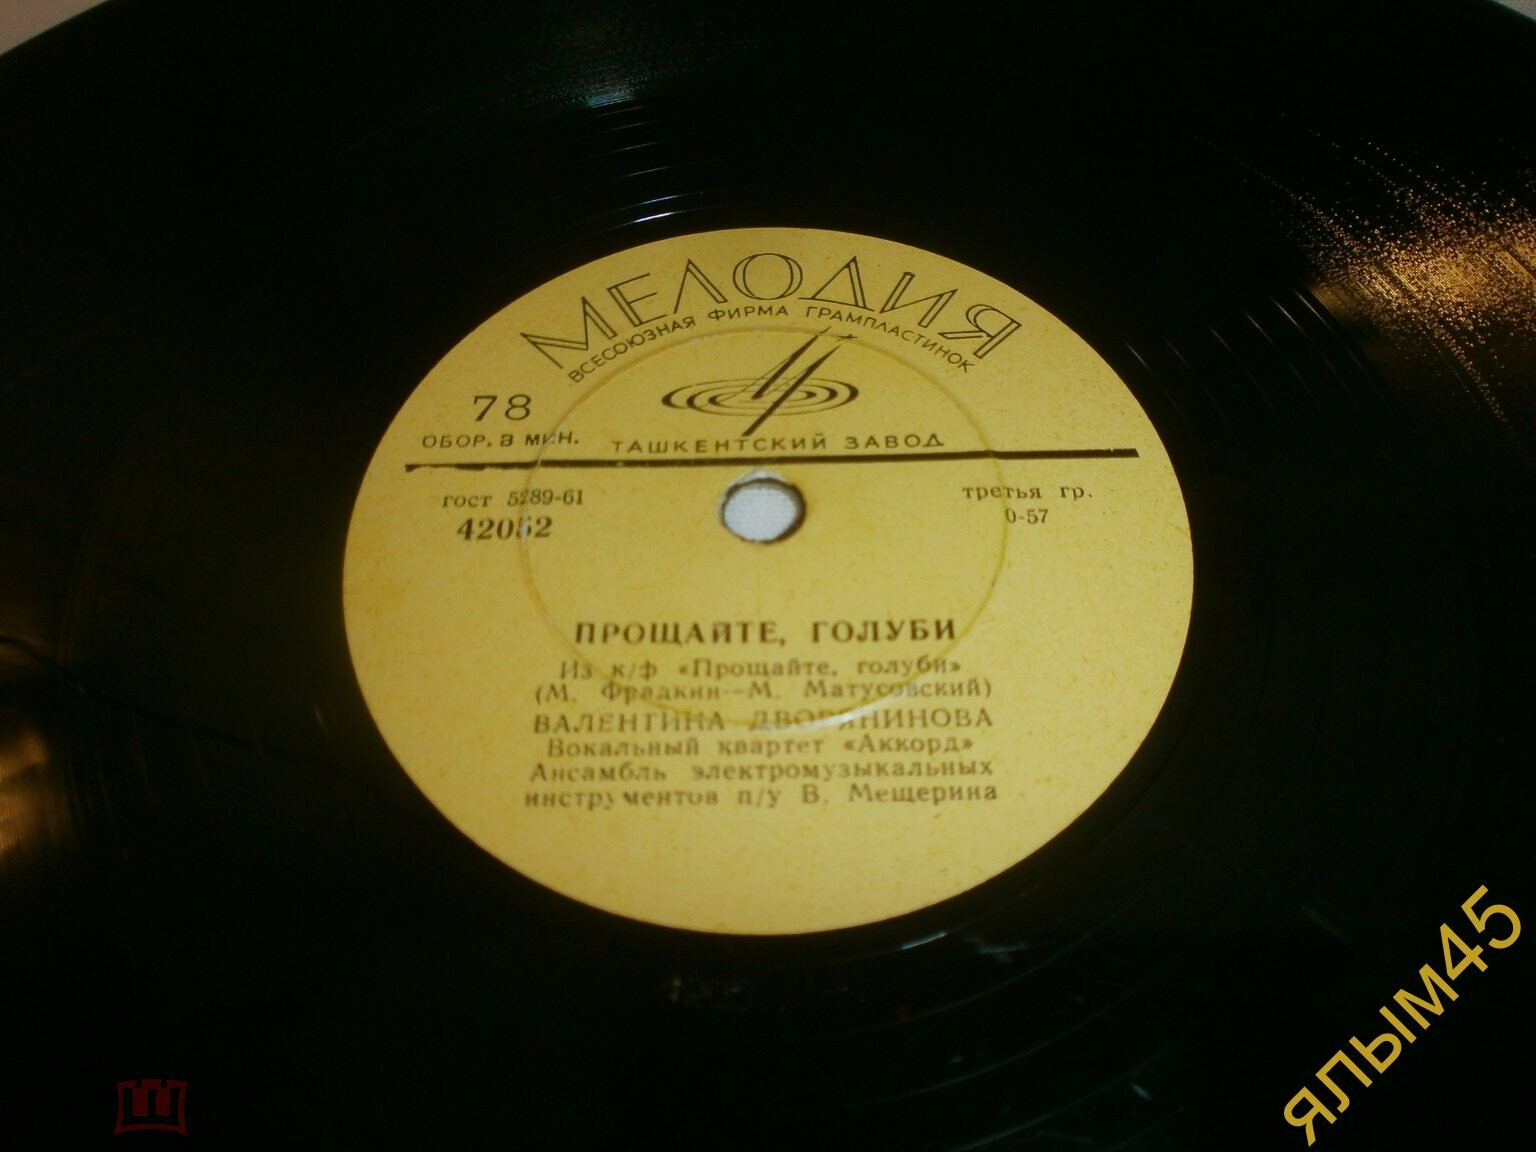 МЕЛОДИЯ
ВСЕСОЮЗНАЯ ФИРМА ГРАМПЛАСТИНОК
78
ОБОР. В МИН.
ТАШКЕНТСКИЙ ЗАВОД
гост 5289-61
третья гр.
42052
0-57
ПРОЩАЙТЕ, ГОЛУБИ
Из к/ф «Прощайте, голуби»
(М. Фрадкин—М. Матусовский)
ВАЛЕНТИНА ДВОРЯНИНОВА
Вокальный квартет «Аккорд»
Ансамбль электромузыкальных
инструментов п/у В. Мещерина
ЯЛЫМ45